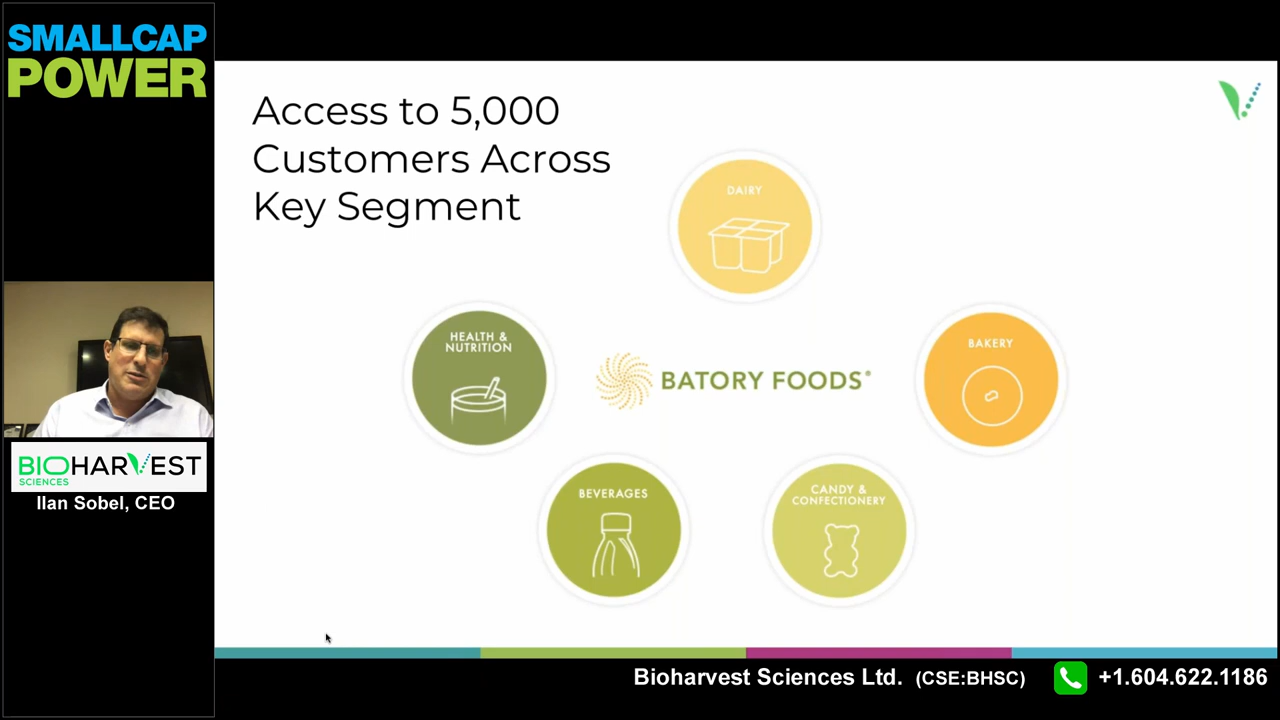 SMALLCAP
POWER
Access to 5,000
Customers Across
Key Segment
DAIRY
HEALTH &
NUTRITION
BATORY FOODS®
BAKERY
BEVERAGES
CANDY &
CONFECTIONERY
BIOHARVEST
SCIENCES
Ilan Sobel, CEO
Bioharvest Sciences Ltd. (CSE:BHSC) +1.604.622.1186